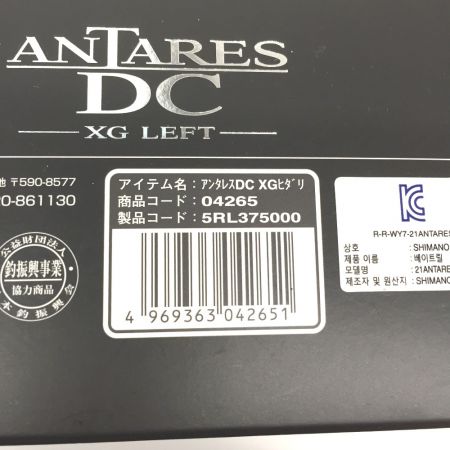 ANTARES
DC
XG LEFT
地 〒590-8577
0-861130
アイテム名：ｱﾝﾀﾚｽDC XGﾋﾀﾞﾘ
商品コード：04265
製品コード：5RL375000
4 969363 042651
公益財団法人
釣振興事業
協力商品
日本釣振興会
KC
R-R-WY7-21ANTARES
상호 : SHIMANO
제품 이름 : 베이트릴
모델명 : 21ANTARE
제조자 및 원산지 : SHIMANO